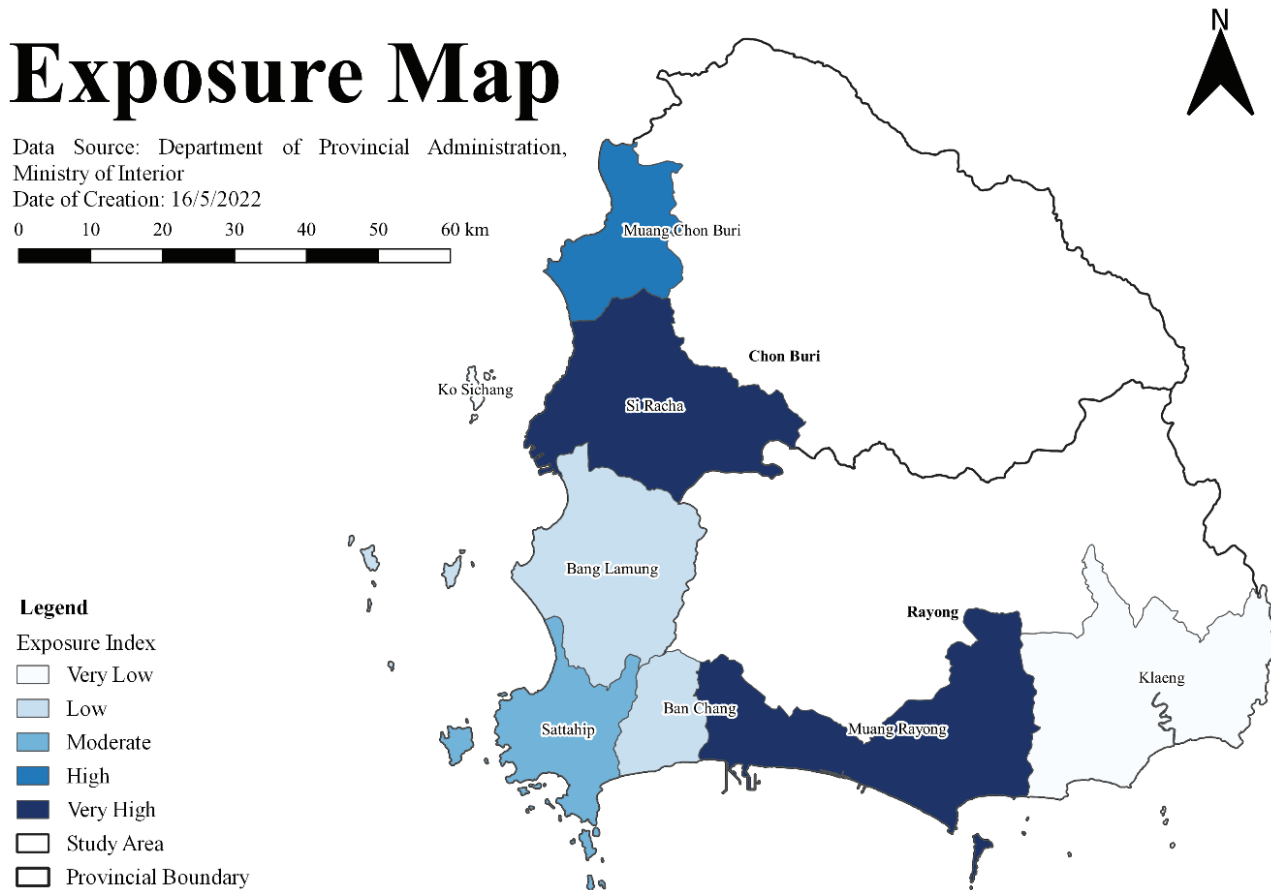 Exposure Map
Data Source: Department of Provincial Administration,
Ministry of Interior
Date of Creation: 16/5/2022
0 10 20 30 40 50 60 km
N
Muang Chon Buri
Chon Buri
Ko Sichang
Si Racha
Bang Lamung
Rayong
Klaeng
Ban Chang
Sattahip
Muang Rayong
Legend
Exposure Index
Very Low
Low
Moderate
High
Very High
Study Area
Provincial Boundary